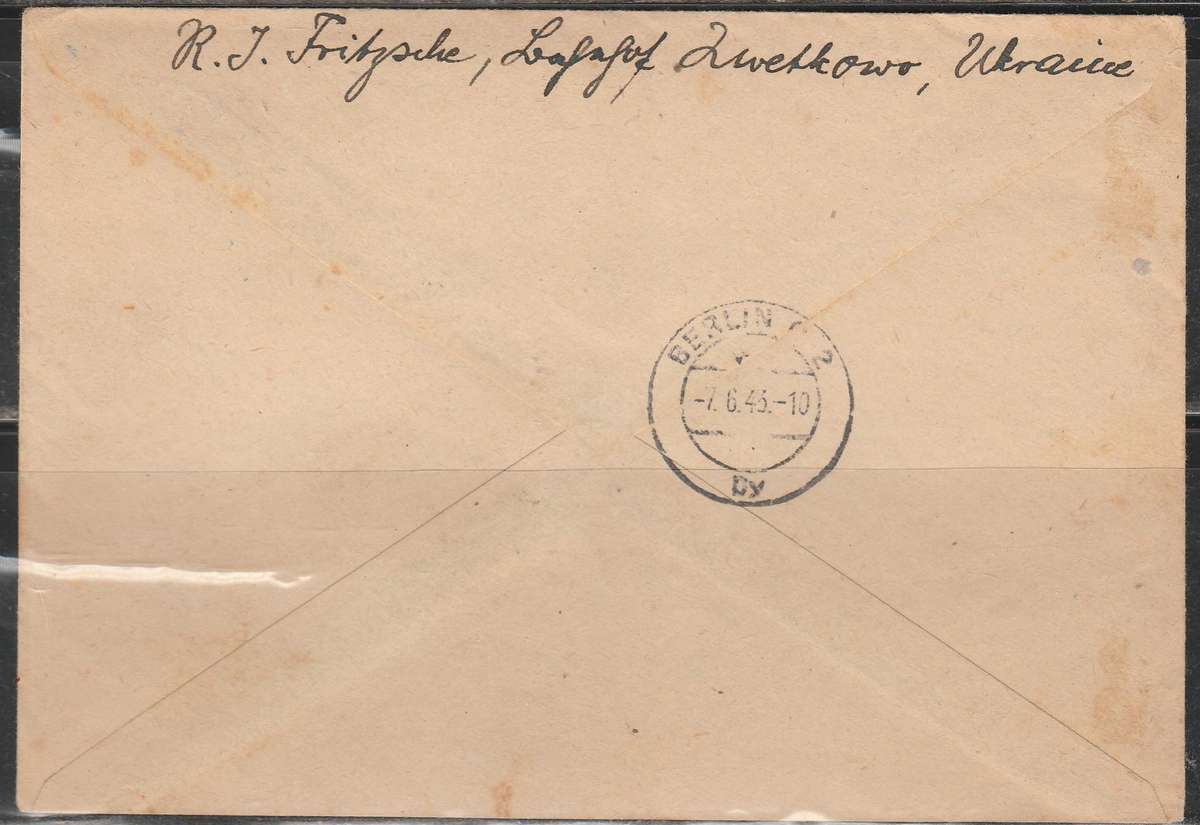 R. I. Fritzsche, Bahnhof Zwetkowo, Ukraine
BERLIN C 2
-7.6.43.-10
by